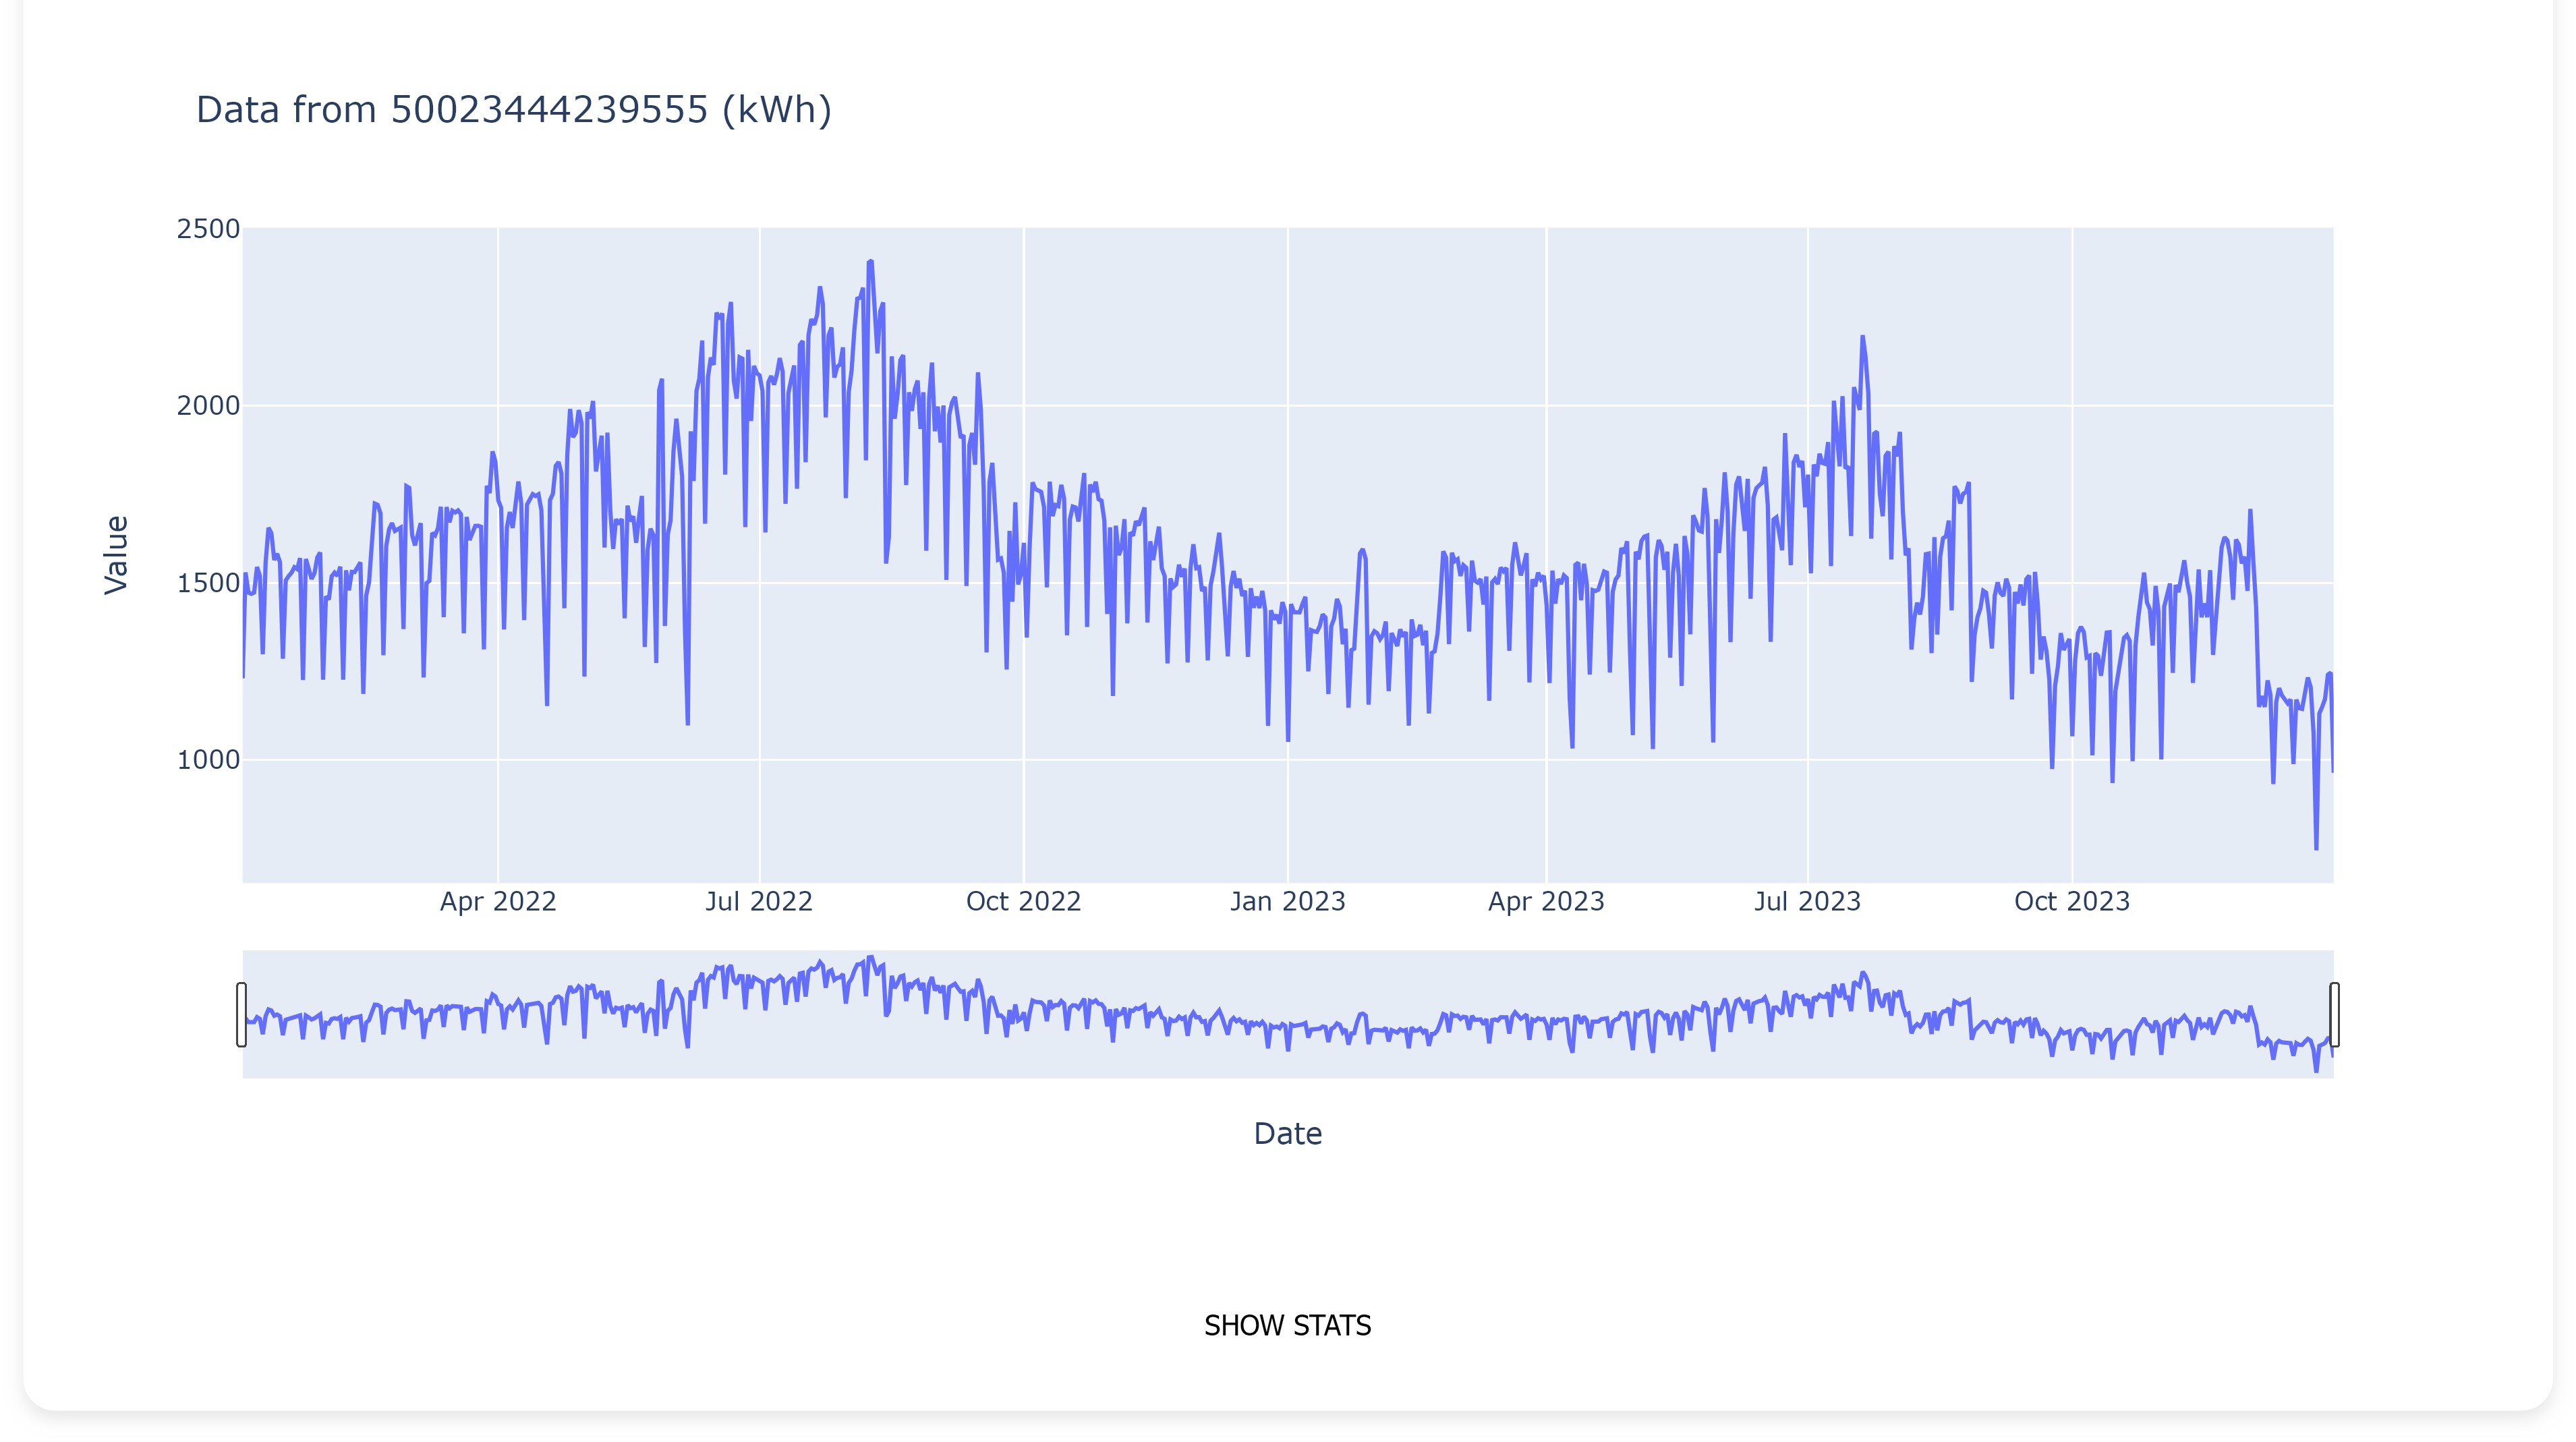 Data from 50023444239555 (kWh)
2500
2000
1500
1000
Value
Apr 2022
Jul 2022
Oct 2022
Jan 2023
Apr 2023
Jul 2023
Oct 2023
Date
SHOW STATS